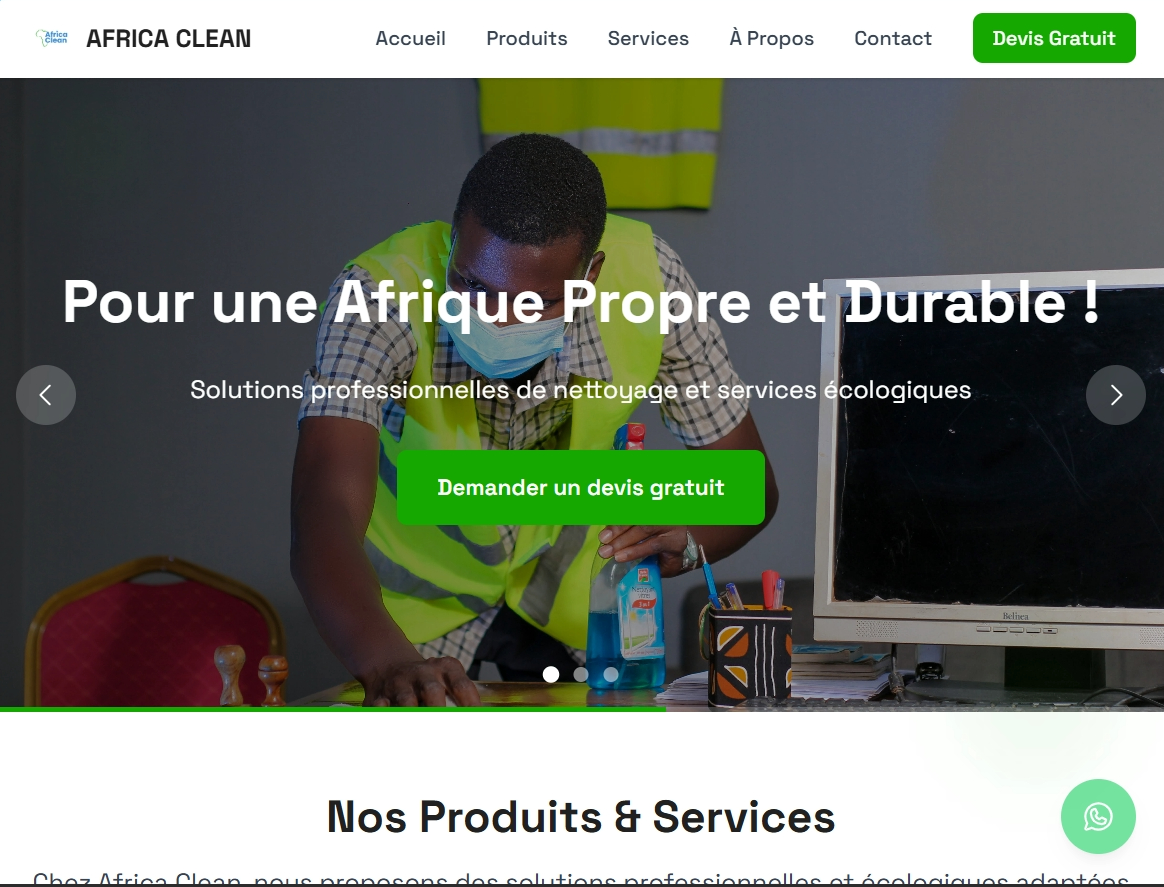 Africa
Clean
AFRICA CLEAN
Accueil
Produits
Services
À Propos
Contact
Devis Gratuit
Pour une Afrique Propre et Durable !
Solutions professionnelles de nettoyage et services écologiques
Demander un devis gratuit
Belinea
Nos Produits & Services
Chez Africa Clean, nous proposons des solutions professionnelles et écologiques adaptées